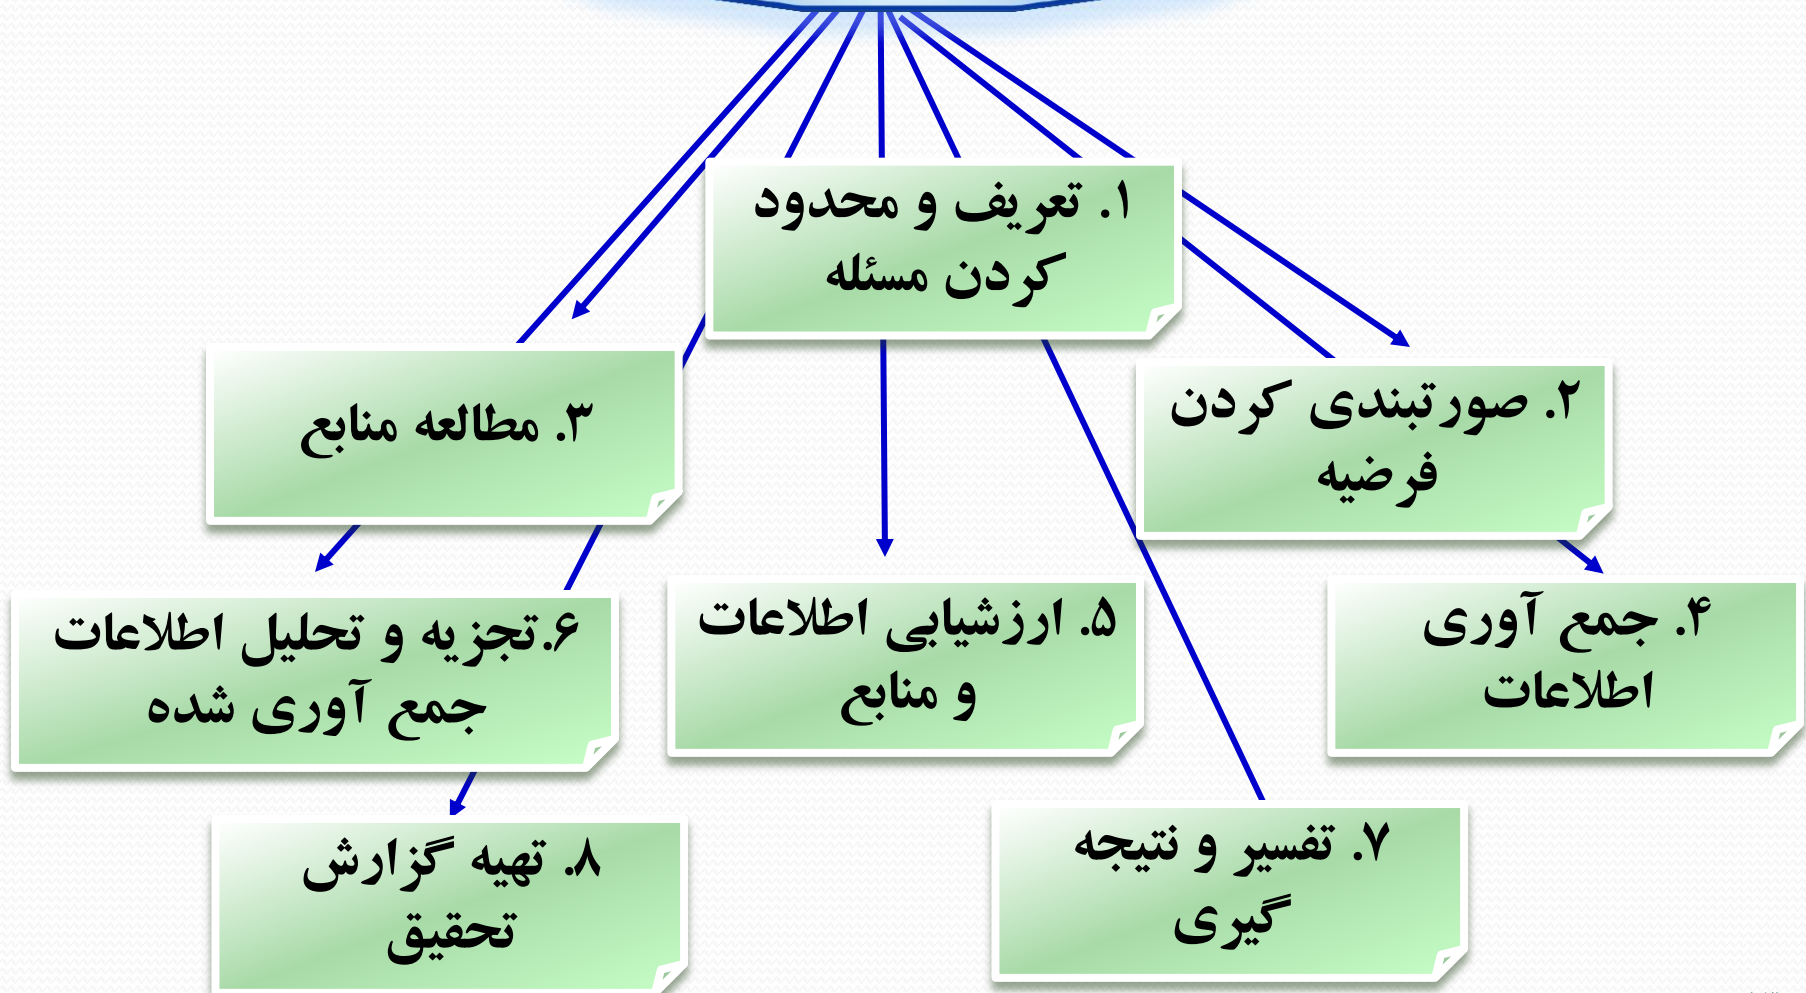 ۱. تعریف و محدود
کردن مسئله
۲. صورتبندی کردن
فرضیه
۳. مطالعه منابع
۴. جمع آوری
اطلاعات
۵. ارزشیابی اطلاعات
و منابع
۶.تجزیه و تحلیل اطلاعات
جمع آوری شده
۷. تفسیر و نتیجه
گیری
۸. تهیه گزارش
تحقیق